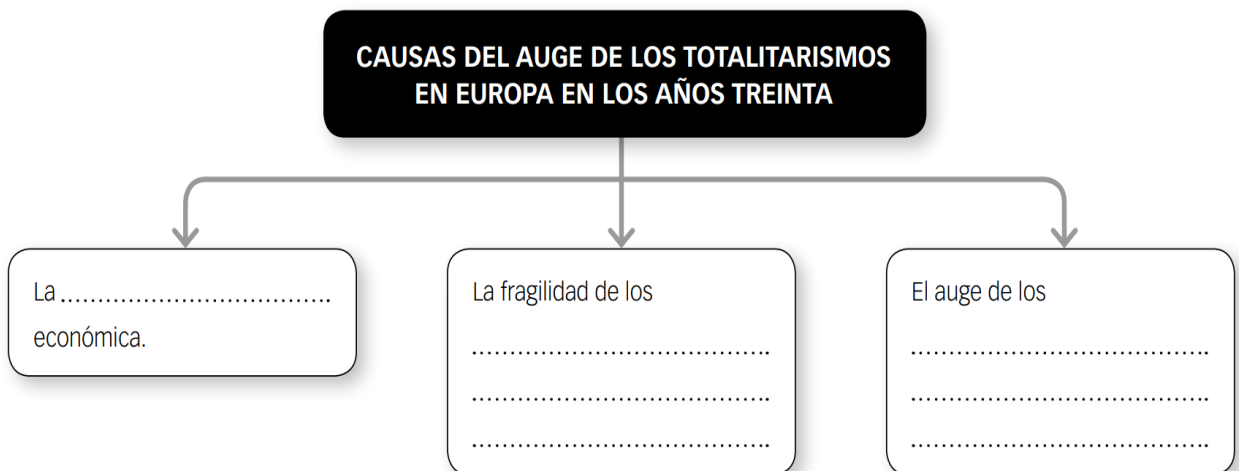 CAUSAS DEL AUGE DE LOS TOTALITARISMOS
EN EUROPA EN LOS AÑOS TREINTA
La ..................................
económica.
La fragilidad de los
......................................
......................................
......................................
El auge de los
......................................
......................................
......................................